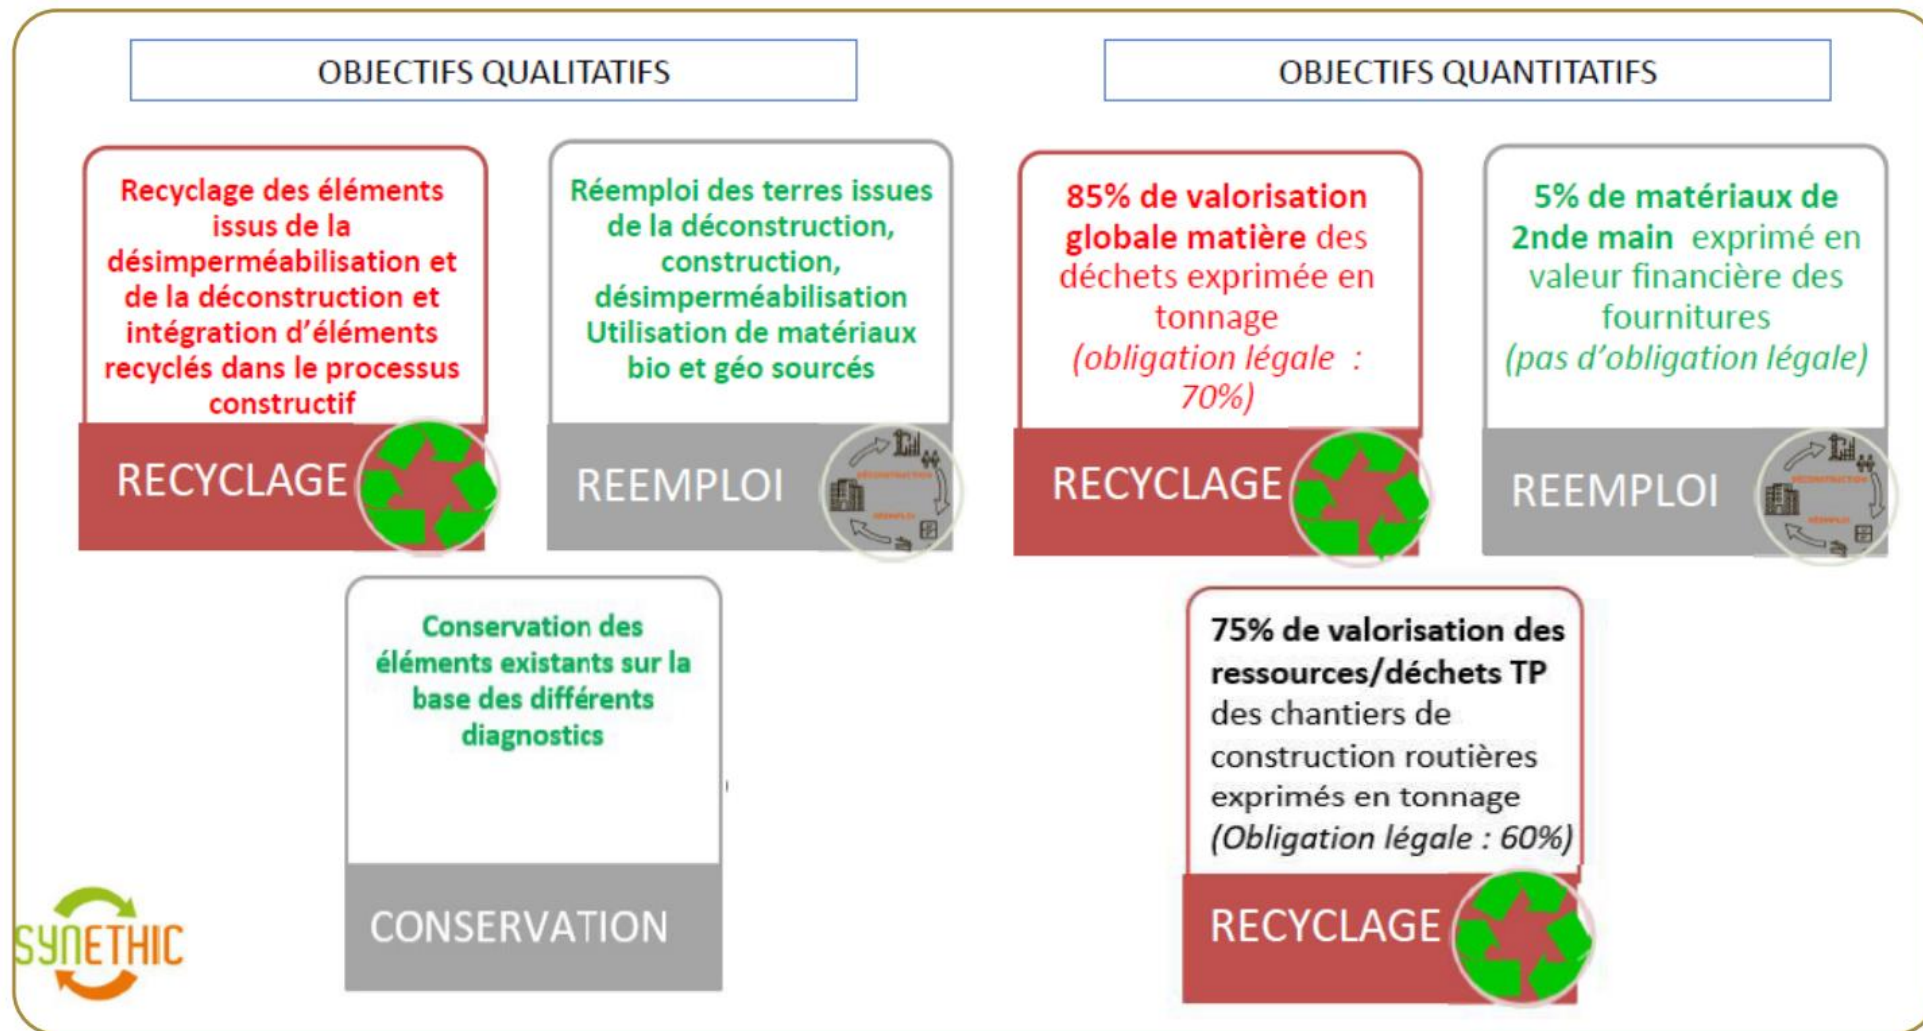 OBJECTIFS QUALITATIFS
Recyclage des éléments
issus de la
désimperméabilisation et
de la déconstruction et
intégration d’éléments
recyclés dans le processus
constructif
RECYCLAGE
Réemploi des terres issues
de la déconstruction,
construction,
désimperméabilisation
Utilisation de matériaux
bio et géo sourcés
REEMPLOI
DÉCONSTRUCTION
RÉEMPLOI
Conservation des
éléments existants sur la
base des différents
diagnostics
CONSERVATION
OBJECTIFS QUANTITATIFS
85% de valorisation
globale matière des
déchets exprimée en
tonnage
(obligation légale :
70%)
RECYCLAGE
5% de matériaux de
2nde main exprimé en
valeur financière des
fournitures
(pas d’obligation légale)
REEMPLOI
DÉCONSTRUCTION
RÉEMPLOI
75% de valorisation des
ressources/déchets TP
des chantiers de
construction routières
exprimés en tonnage
(Obligation légale : 60%)
RECYCLAGE
SYNETHIC